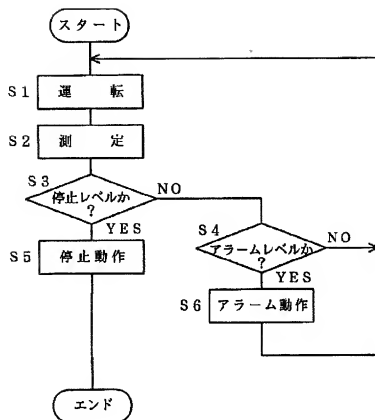 スタート
S1 運 転
S2 測 定
S3
停止レベルか
?
NO
YES
S4
アラームレベルか
?
NO
YES
S5 停止動作
S6 アラーム動作
エンド